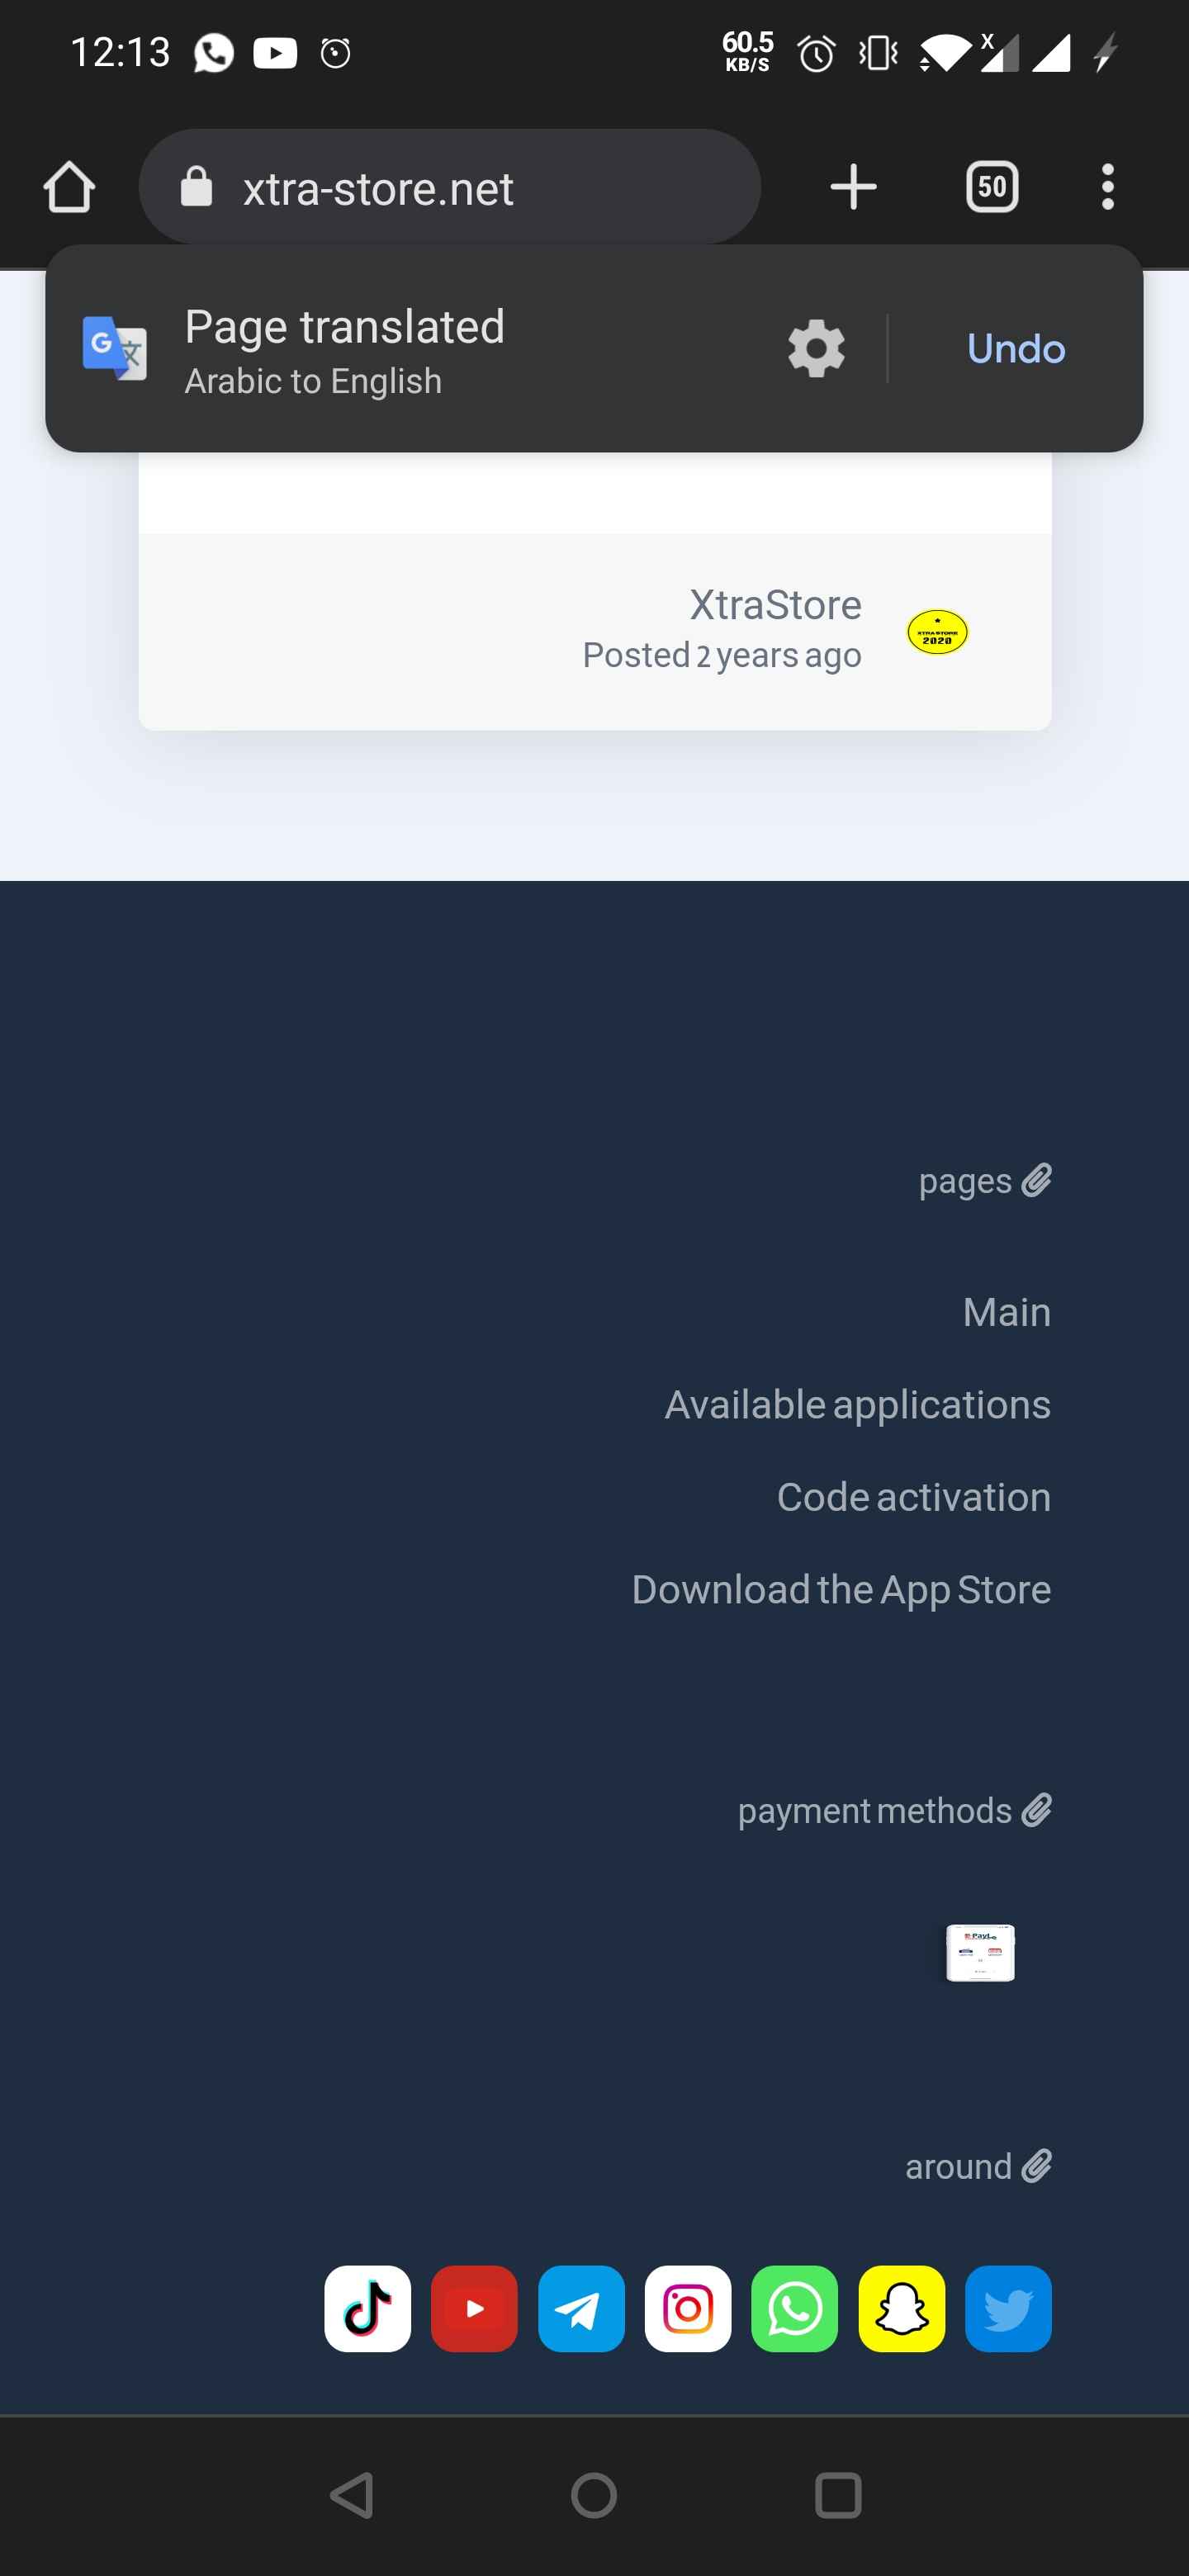 12:13
60.5
KB/S
X
xtra-store.net
50
Page translated
Arabic to English
Undo
XtraStore
Posted 2 years ago
XTRA-STORE
2020
pages
Main
Available applications
Code activation
Download the App Store
payment methods
around